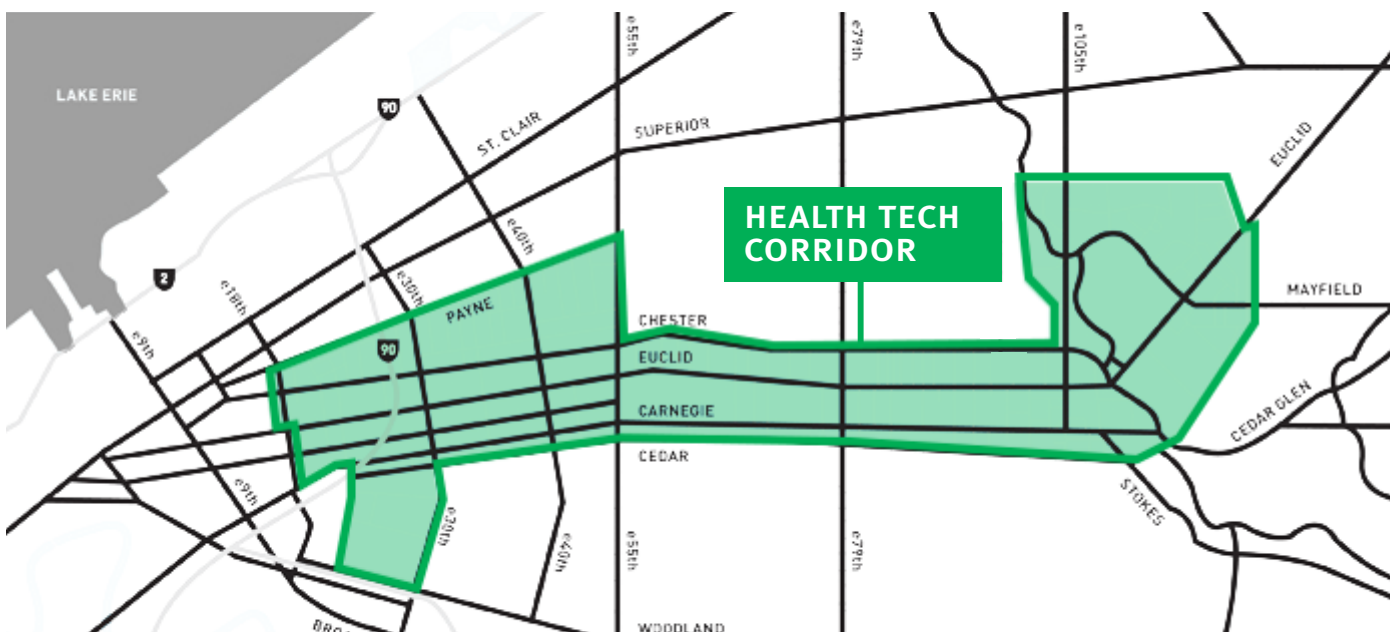 LAKE ERIE
90
e55th
e79th
e105th
ST. CLAIR
SUPERIOR
EUCLID
HEALTH TECH
CORRIDOR
e40th
2
e18th
e30th
PAYNE
MAYFIELD
e9th
90
CHESTER
EUCLID
CARNEGIE
CEDAR
CEDAR GLEN
e9th
e30th
e40th
e55th
e79th
STOKES
WOODLAND